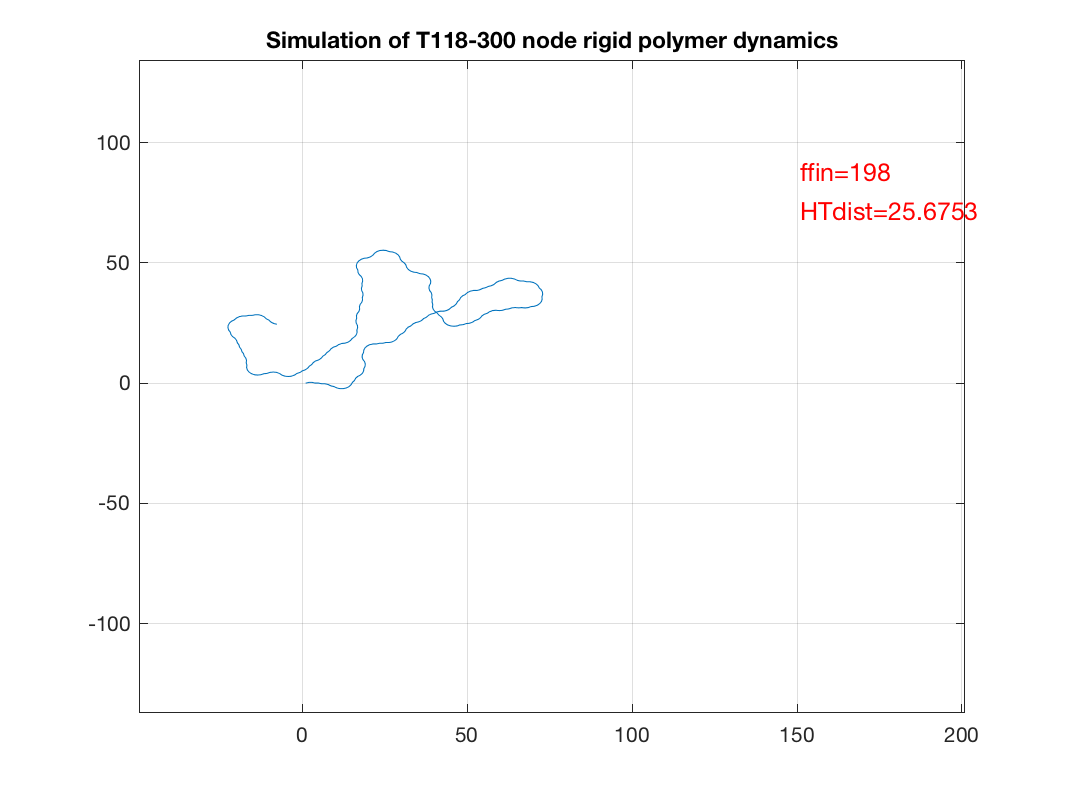 Simulation of T118-300 node rigid polymer dynamics
100
50
0
-50
-100
ffin=198
HTdist=25.6753
0 50 100 150 200